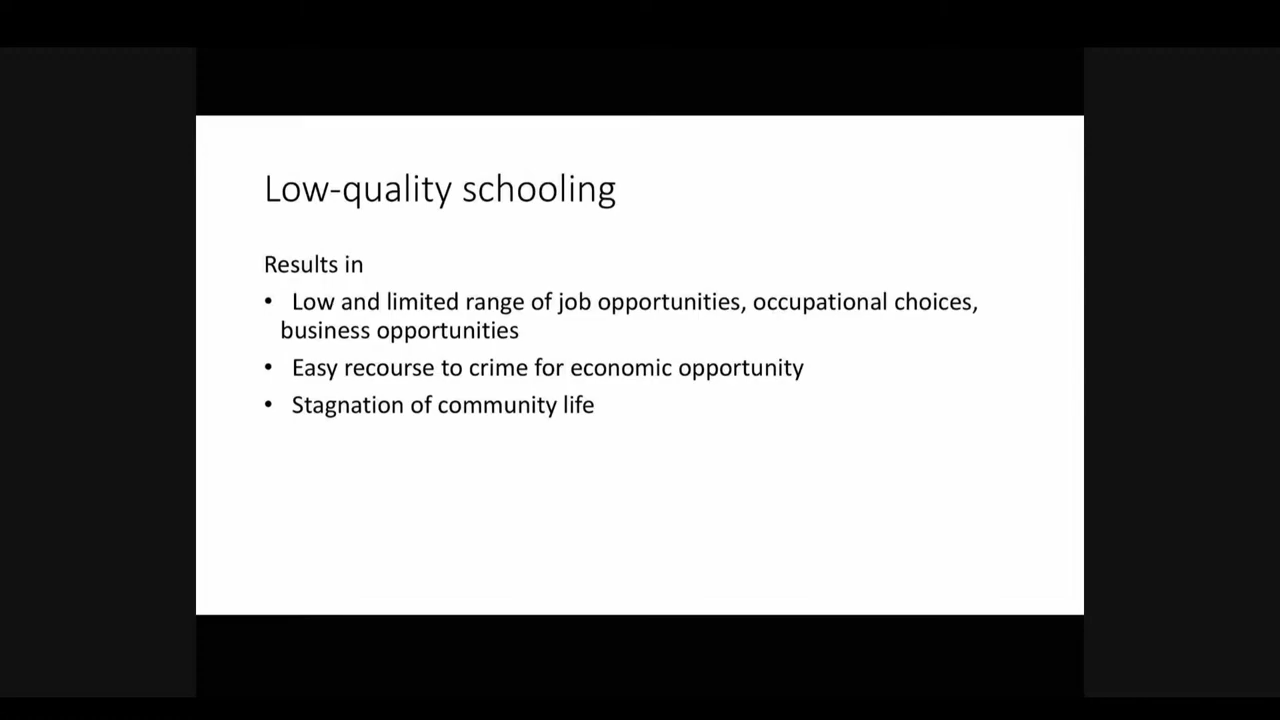 Low-quality schooling
Results in
• Low and limited range of job opportunities, occupational choices,
business opportunities
• Easy recourse to crime for economic opportunity
• Stagnation of community life